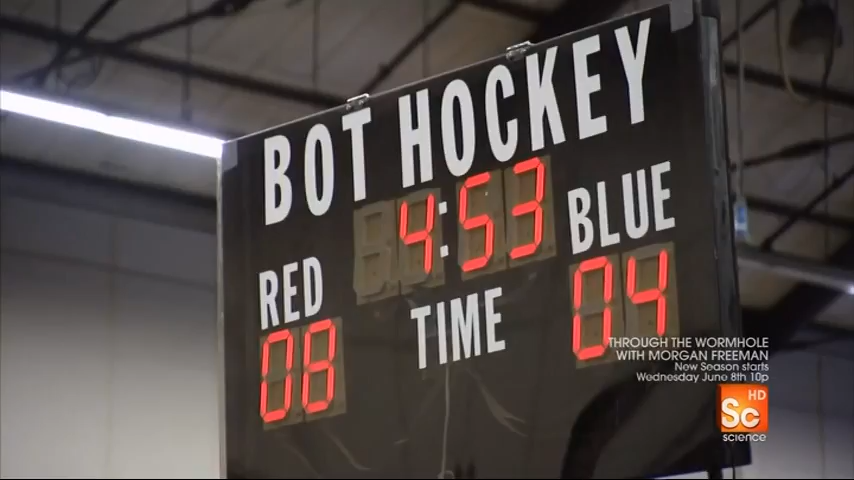 BOT HOCKEY
4:53
RED
BLUE
08
TIME
04
THROUGH THE WORMHOLE
WITH MORGAN FREEMAN
New Season starts
Wednesday June 8th 10p
HD
Sc
science